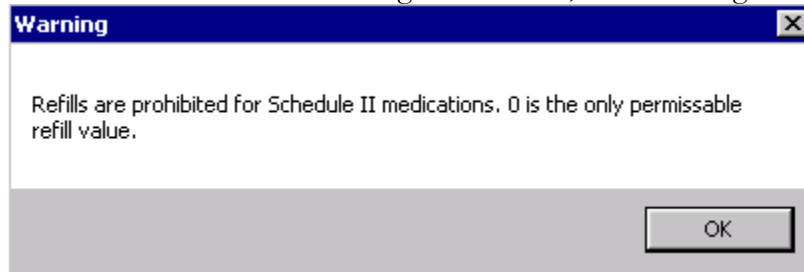 Warning
Refills are prohibited for Schedule II medications. 0 is the only permissable
refill value.
OK